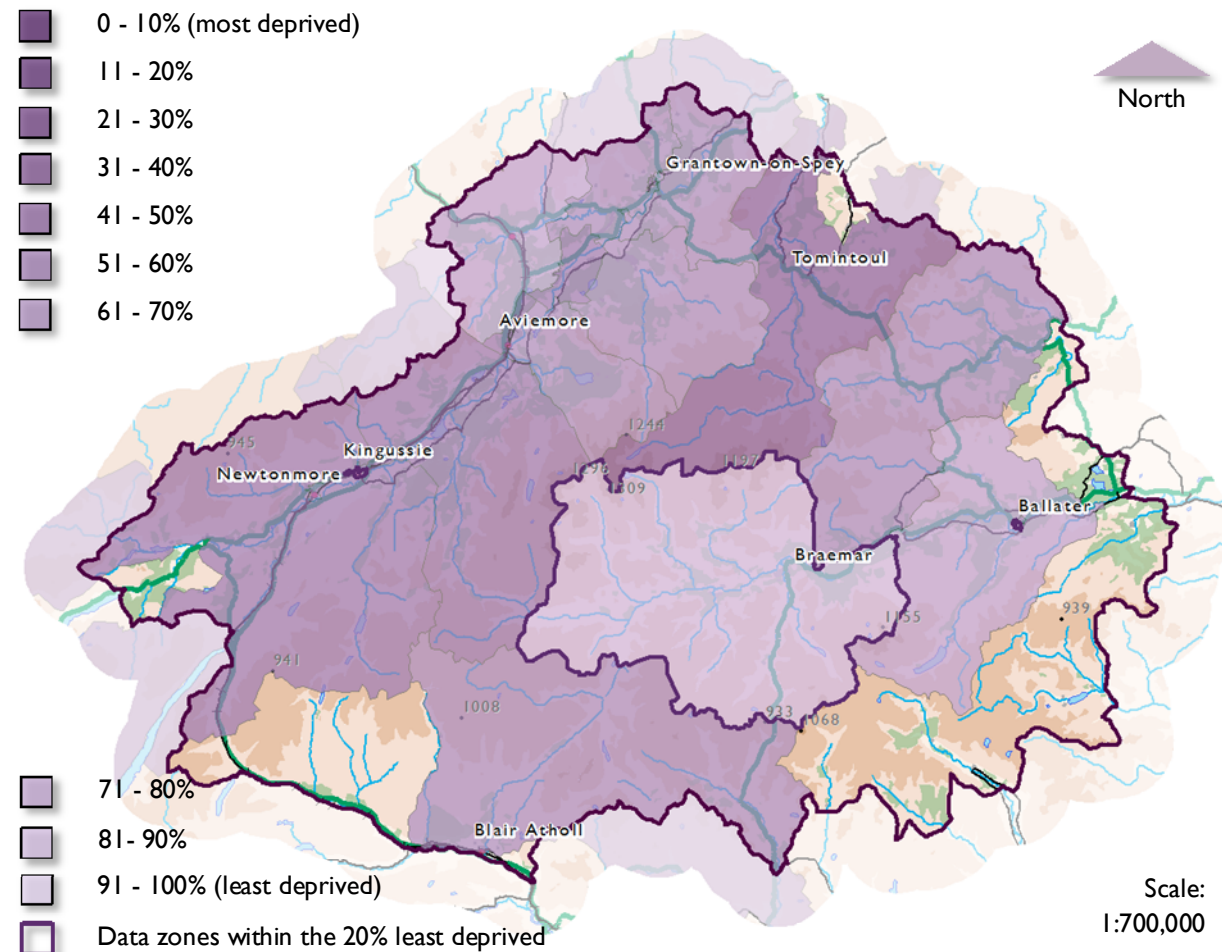 0 - 10% (most deprived)
11 - 20%
21 - 30%
31 - 40%
41 - 50%
51 - 60%
61 - 70%
North
Grantown-on-Spey
Tomintoul
Aviemore
1244
945
Kingussie
1296
1197
Newtonmore
1309
Ballater
Braemar
1155
939
941
1008
933
1068
71 - 80%
Blair Atholl
81- 90%
91 - 100% (least deprived)
Data zones within the 20% least deprived
Scale:
1:700,000